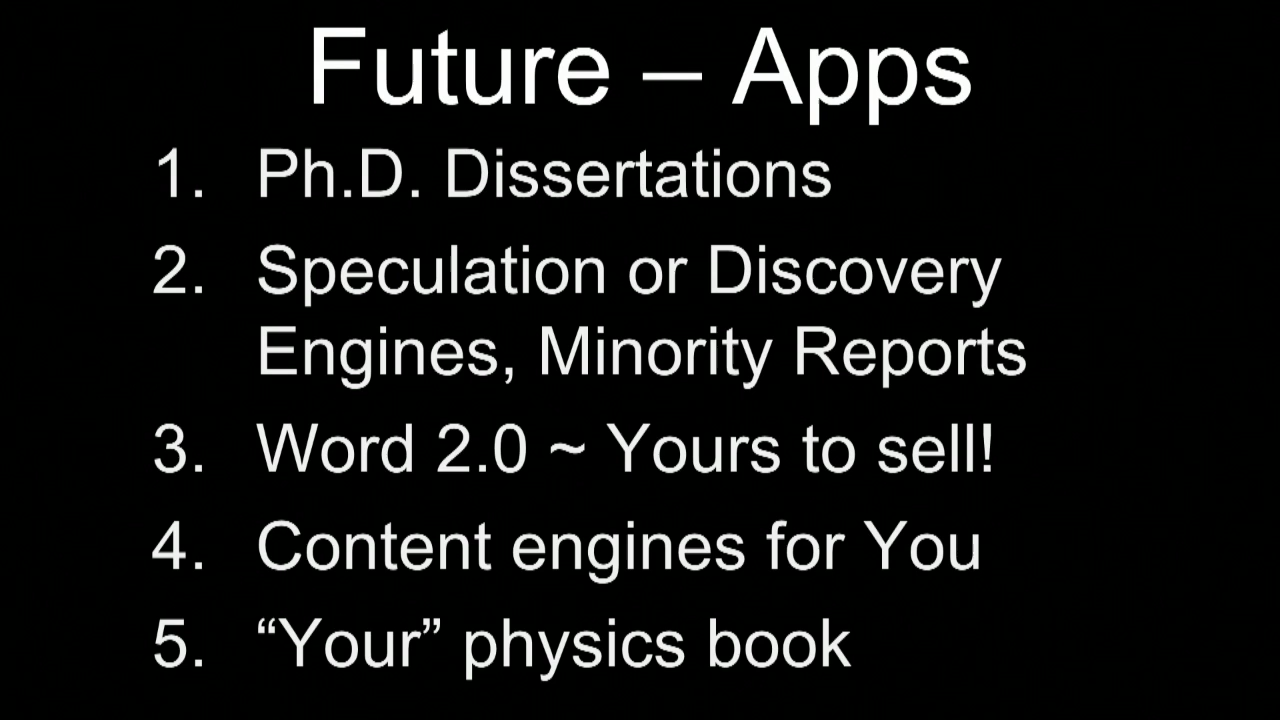 Future – Apps
1. Ph.D. Dissertations
2. Speculation or Discovery
Engines, Minority Reports
3. Word 2.0 ~ Yours to sell!
4. Content engines for You
5. “Your” physics book